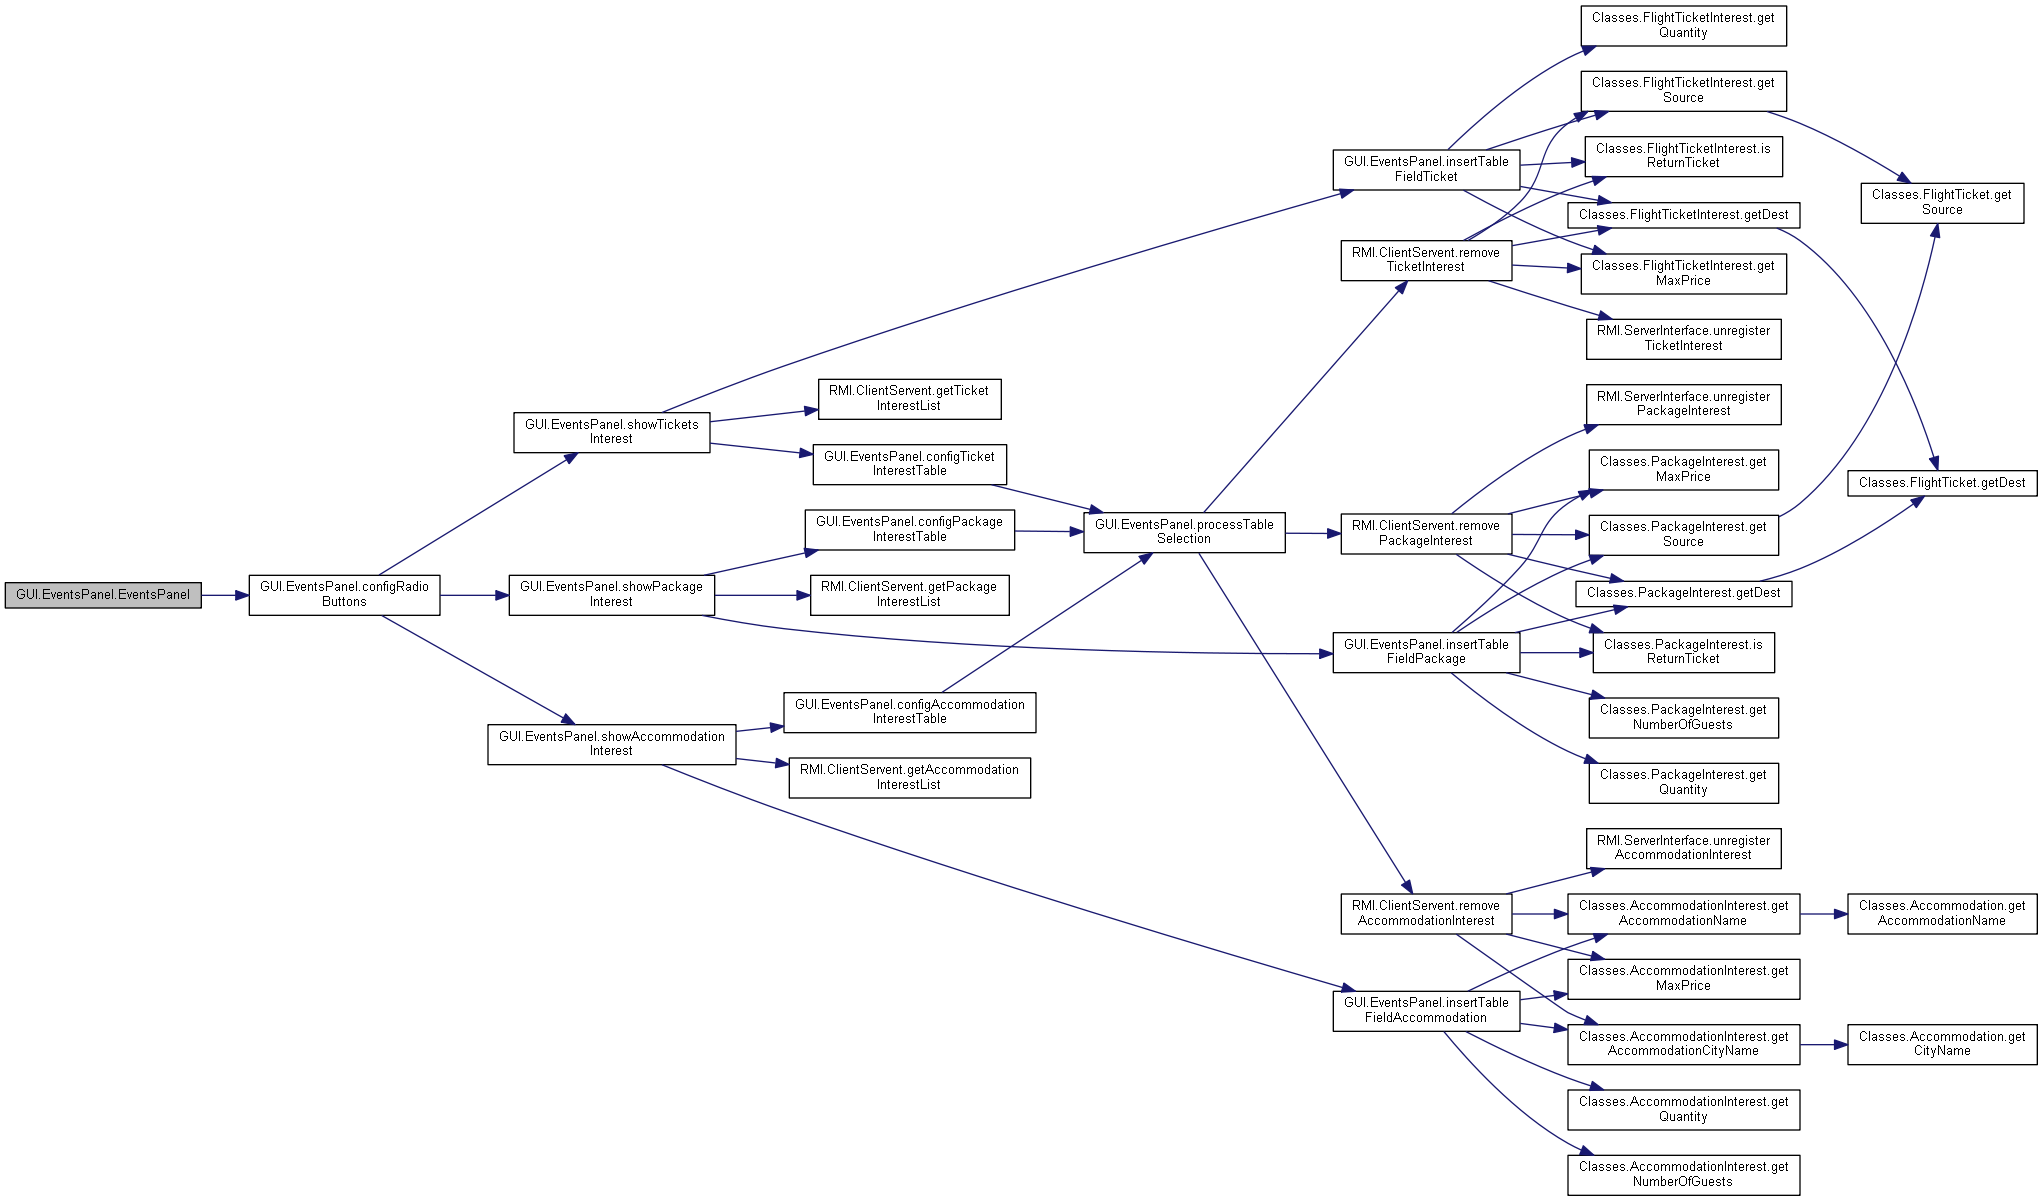 GUI.EventsPanel.EventsPanel
GUI.EventsPanel.configRadio
Buttons
GUI.EventsPanel.showTickets
Interest
GUI.EventsPanel.showPackage
Interest
GUI.EventsPanel.showAccommodation
Interest
RMI.ClientServent.getTicket
InterestList
GUI.EventsPanel.configTicket
InterestTable
GUI.EventsPanel.configPackage
InterestTable
RMI.ClientServent.getPackage
InterestList
GUI.EventsPanel.configAccommodation
InterestTable
RMI.ClientServent.getAccommodation
InterestList
GUI.EventsPanel.processTable
Selection
GUI.EventsPanel.insertTable
FieldTicket
RMI.ClientServent.remove
TicketInterest
RMI.ClientServent.remove
PackageInterest
GUI.EventsPanel.insertTable
FieldPackage
RMI.ClientServent.remove
AccommodationInterest
GUI.EventsPanel.insertTable
FieldAccommodation
Classes.FlightTicketInterest.get
Quantity
Classes.FlightTicketInterest.get
Source
Classes.FlightTicketInterest.is
ReturnTicket
Classes.FlightTicketInterest.getDest
Classes.FlightTicketInterest.get
MaxPrice
RMI.ServerInterface.unregister
TicketInterest
RMI.ServerInterface.unregister
PackageInterest
Classes.PackageInterest.get
MaxPrice
Classes.PackageInterest.get
Source
Classes.PackageInterest.getDest
Classes.PackageInterest.is
ReturnTicket
Classes.PackageInterest.get
NumberOfGuests
Classes.PackageInterest.get
Quantity
RMI.ServerInterface.unregister
AccommodationInterest
Classes.AccommodationInterest.get
AccommodationName
Classes.AccommodationInterest.get
MaxPrice
Classes.AccommodationInterest.get
AccommodationCityName
Classes.AccommodationInterest.get
Quantity
Classes.AccommodationInterest.get
NumberOfGuests
Classes.FlightTicket.get
Source
Classes.FlightTicket.getDest
Classes.Accommodation.get
AccommodationName
Classes.Accommodation.get
CityName